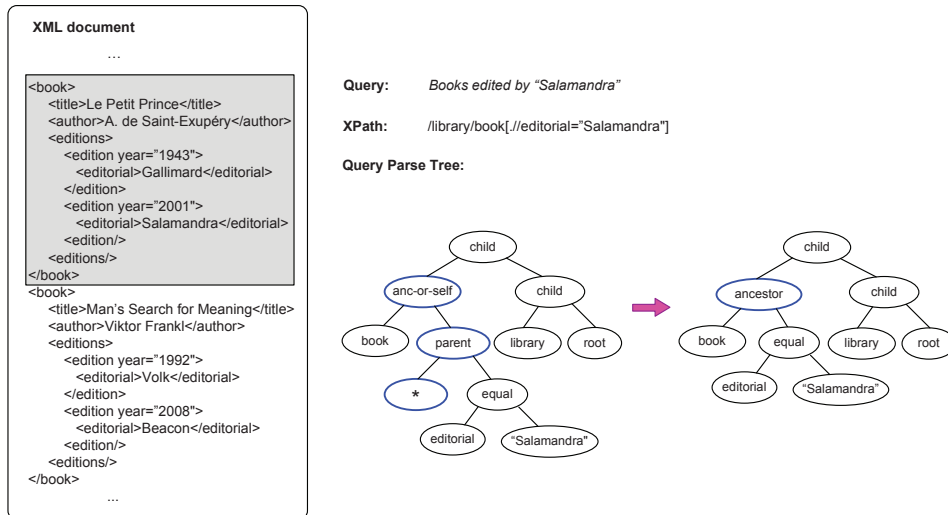 XML document
...
<book>
<title>Le Petit Prince</title>
<author>A. de Saint-Exupéry</author>
<editions>
<edition year=”1943">
<editorial>Gallimard</editorial>
</edition>
<edition year=”2001">
<editorial>Salamandra</editorial>
<edition/>
<editions/>
</book>
<book>
<title>Man’s Search for Meaning</title>
<author>Viktor Frankl</author>
<editions>
<edition year=”1992">
<editorial>Volk</editorial>
</edition>
<edition year=”2008">
<editorial>Beacon</editorial>
<edition/>
<editions/>
</book>
...
Query: Books edited by “Salamandra”
XPath: /library/book[.//editorial=”Salamandra"]
Query Parse Tree:
child
anc-or-self child
book parent library root
* equal
editorial “Salamandra"
child
ancestor child
book equal library root
editorial “Salamandra”